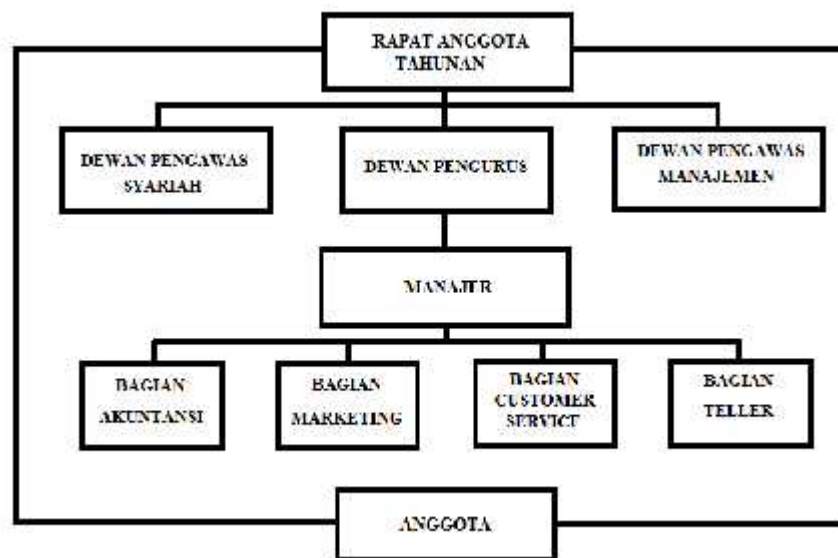 RAPAT ANGGOTA
TAHUNAN
DEWAN PENGAWAS
SYARIAH
DEWAN PENGURUS
DEWAN PENGAWAS
MANAJEMEN
MANAJER
BAGIAN
AKUNTANSI
BAGIAN
MARKETING
BAGIAN
CUSTOMER
SERVICE
BAGIAN
TELLER
ANGGOTA